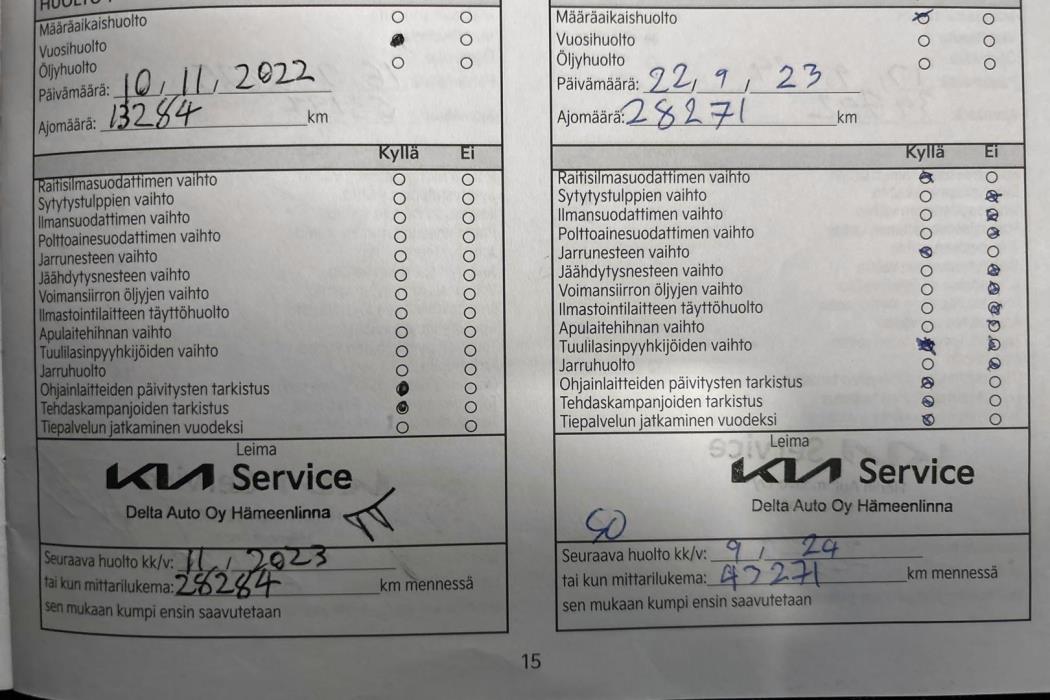 Määräaikaishuolto
Vuosihuolto
Öljyhuolto
Päivämäärä: 10, 11, 2022
Ajomäärä: 13284 km
Kyllä Ei
Raitisilmasuodattimen vaihto
Sytytystulppien vaihto
Ilmansuodattimen vaihto
Polttoainesuodattimen vaihto
Jarrunesteen vaihto
Jäähdytysnesteen vaihto
Voimansiirron öljyjen vaihto
Ilmastointilaitteen täyttöhuolto
Apulaitehihnan vaihto
Tuulilasinpyyhkijöiden vaihto
Jarruhuolto
Ohjainlaitteiden päivitysten tarkistus
Tehdaskampanjoiden tarkistus
Tiepalvelun jatkaminen vuodeksi
Leima
KIA Service
Delta Auto Oy Hämeenlinna
Seuraava huolto kk/v: 11, 2023
tai kun mittarilukema: 28284 km mennessä
sen mukaan kumpi ensin saavutetaan
Määräaikaishuolto
Vuosihuolto
Öljyhuolto
Päivämäärä: 22, 9, 23
Ajomäärä: 28271 km
Kyllä Ei
Raitisilmasuodattimen vaihto
Sytytystulppien vaihto
Ilmansuodattimen vaihto
Polttoainesuodattimen vaihto
Jarrunesteen vaihto
Jäähdytysnesteen vaihto
Voimansiirron öljyjen vaihto
Ilmastointilaitteen täyttöhuolto
Apulaitehihnan vaihto
Tuulilasinpyyhkijöiden vaihto
Jarruhuolto
Ohjainlaitteiden päivitysten tarkistus
Tehdaskampanjoiden tarkistus
Tiepalvelun jatkaminen vuodeksi
Leima
KIA Service
Delta Auto Oy Hämeenlinna
Seuraava huolto kk/v: 9, 24
tai kun mittarilukema: 43271 km mennessä
sen mukaan kumpi ensin saavutetaan
15